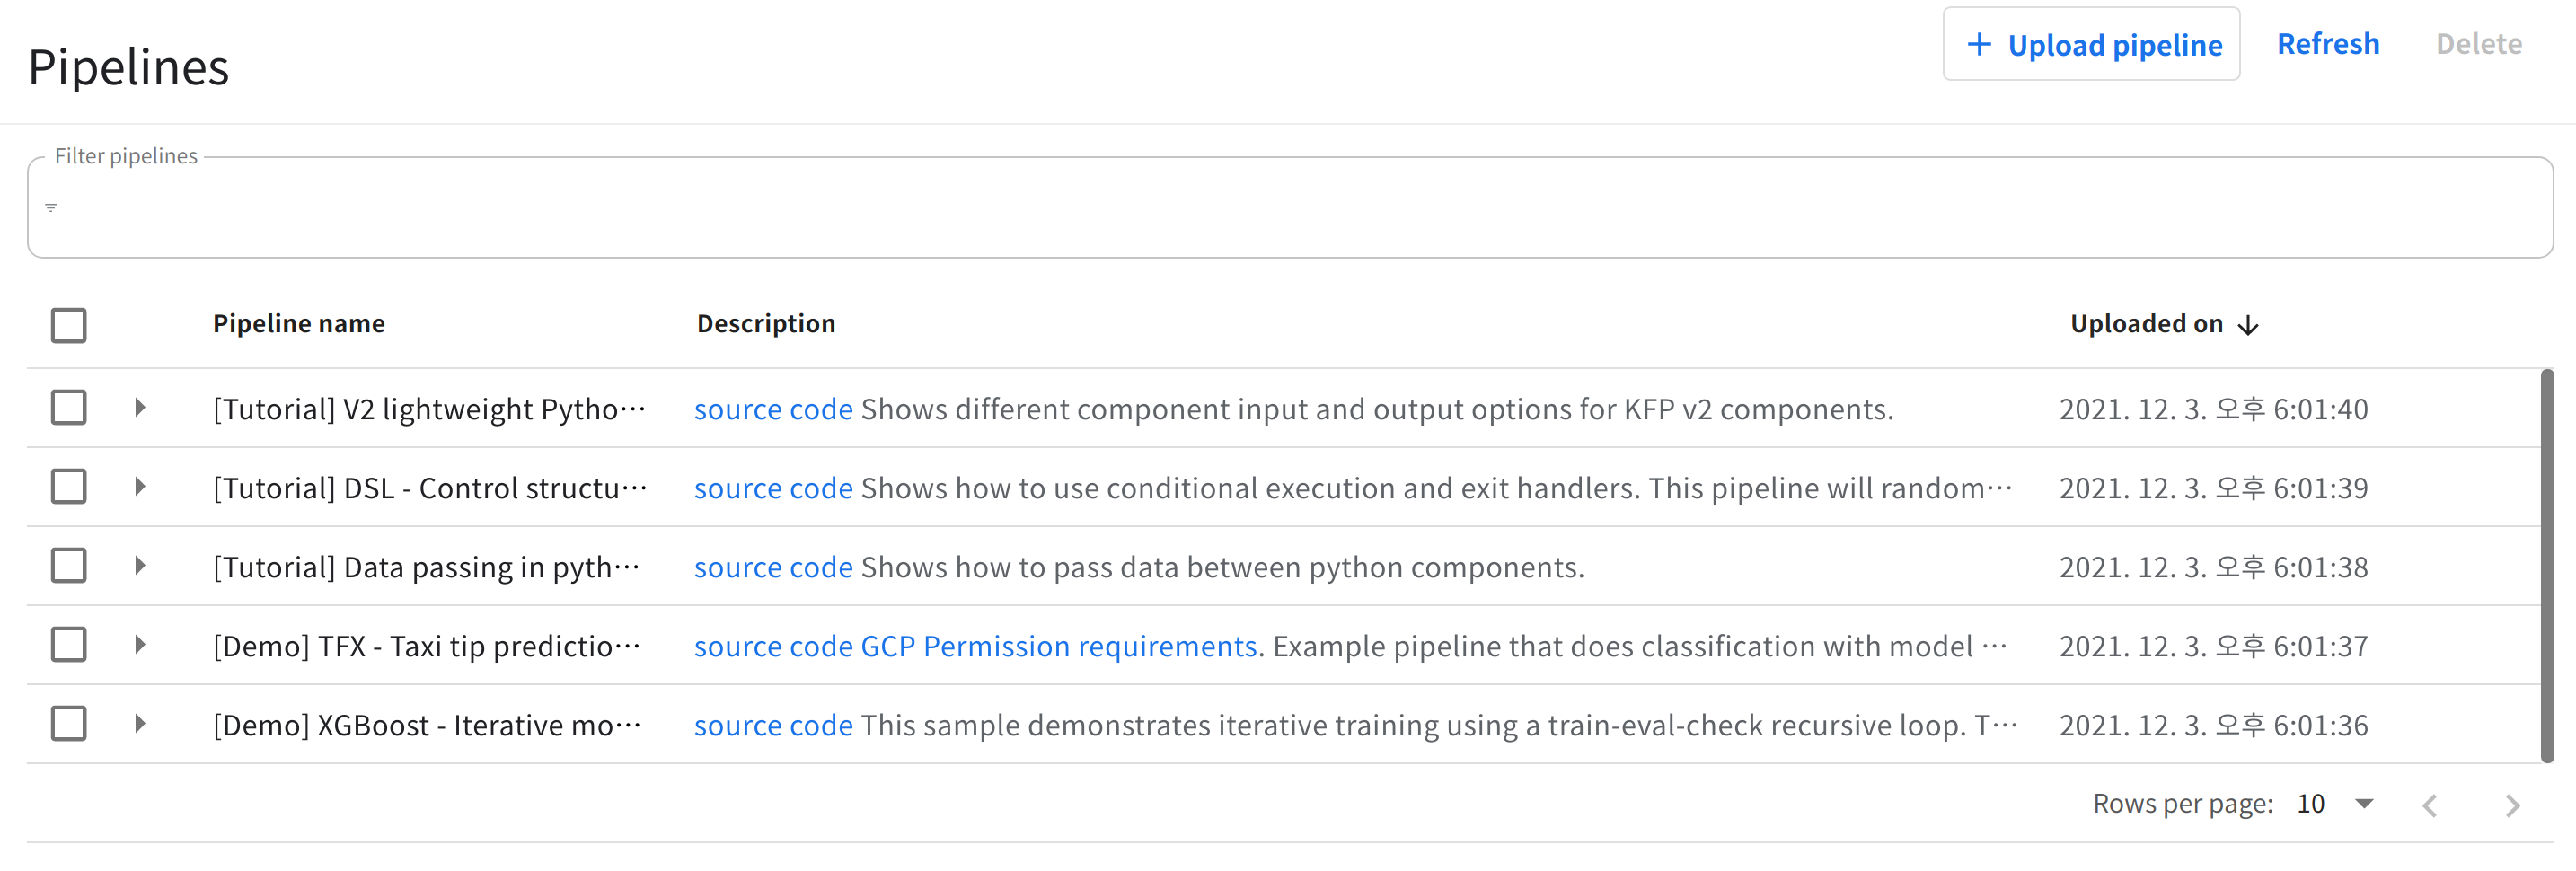 Pipelines
+ Upload pipeline Refresh Delete
Filter pipelines
Pipeline name Description Uploaded on ↓
[Tutorial] V2 lightweight Pytho⋯ source code Shows different component input and output options for KFP v2 components. 2021. 12. 3. 오후 6:01:40
[Tutorial] DSL - Control structu⋯ source code Shows how to use conditional execution and exit handlers. This pipeline will random⋯ 2021. 12. 3. 오후 6:01:39
[Tutorial] Data passing in pyth⋯ source code Shows how to pass data between python components. 2021. 12. 3. 오후 6:01:38
[Demo] TFX - Taxi tip predictio⋯ source code GCP Permission requirements. Example pipeline that does classification with model ⋯ 2021. 12. 3. 오후 6:01:37
[Demo] XGBoost - Iterative mo⋯ source code This sample demonstrates iterative training using a train-eval-check recursive loop. T⋯ 2021. 12. 3. 오후 6:01:36
Rows per page: 10